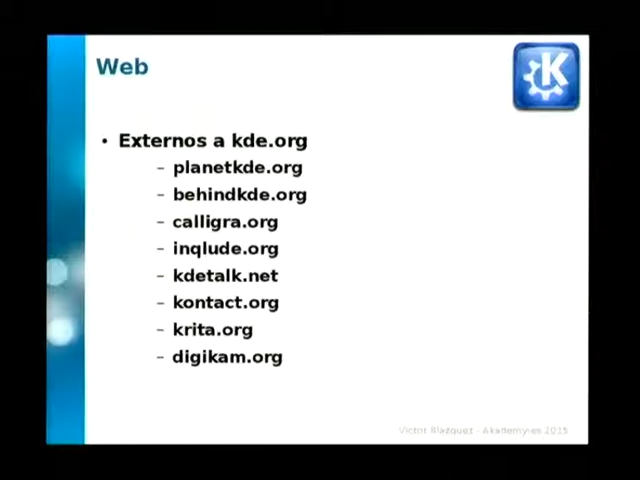 Web
K
• Externos a kde.org
– planetkde.org
– behindkde.org
– calligra.org
– inqlude.org
– kdetalk.net
– kontact.org
– krita.org
– digikam.org
Victor Blazquez - Akademy-es 2015